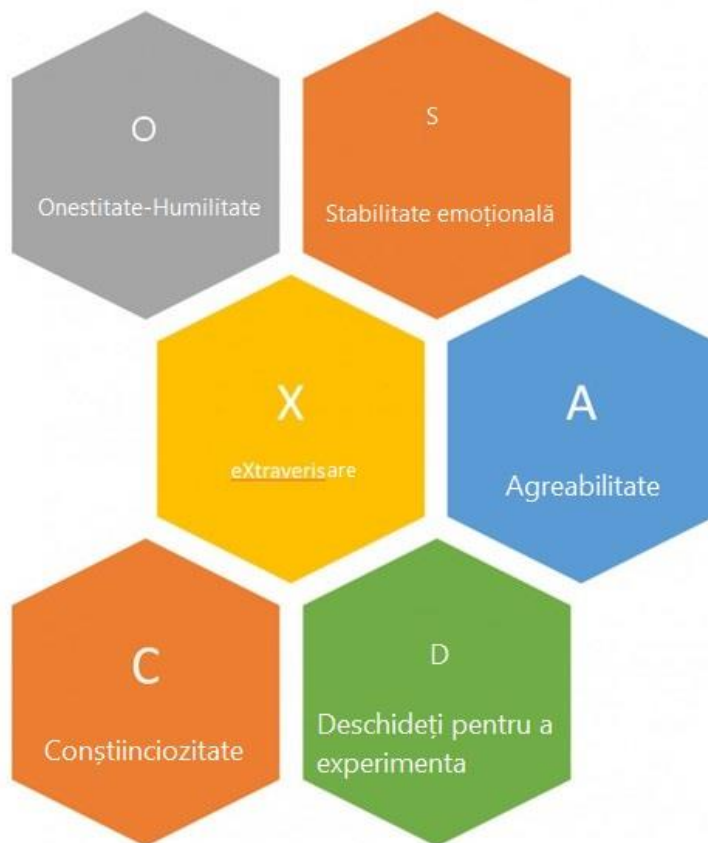 O
Onestitate-Humilitate
S
Stabilitate emoțională
X
eXtraverisare
A
Agreabilitate
C
Conștiinciozitate
D
Deschideți pentru a
experimenta